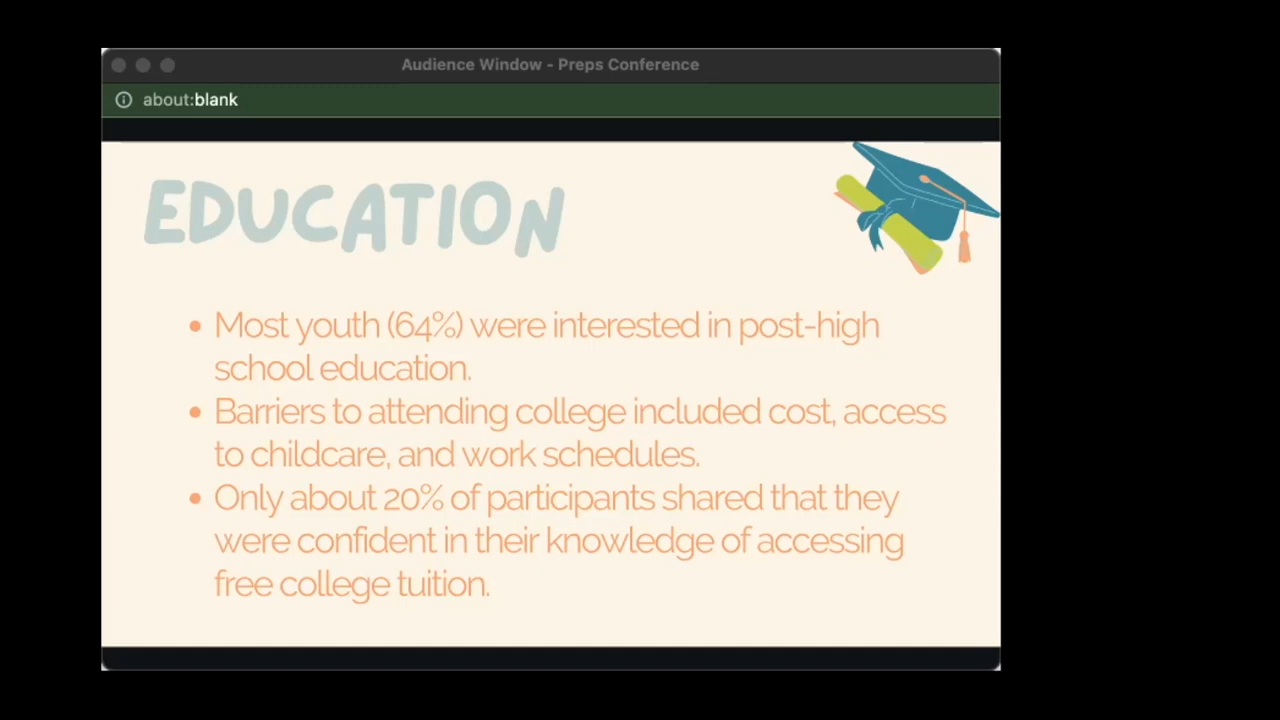 Audience Window - Preps Conference
about:blank
EDUCATION
• Most youth (64%) were interested in post-high
school education.
• Barriers to attending college included cost, access
to childcare, and work schedules.
• Only about 20% of participants shared that they
were confident in their knowledge of accessing
free college tuition.